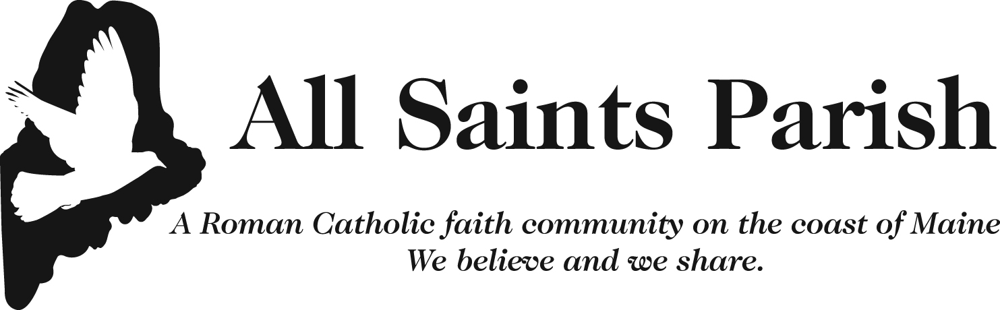 All Saints Parish
A Roman Catholic faith community on the coast of Maine
We believe and we share.